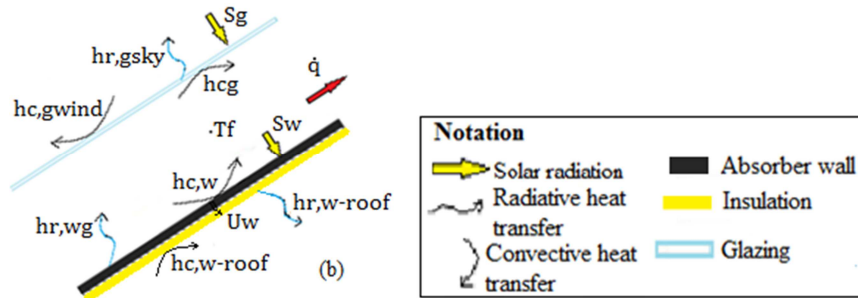 Sg
hr,gsky
hcg
q̇
hc,gwind
Sw
.Tf
hc,w
hr,w-roof
hr,wg
Uw
hc,w-roof
(b)
Notation
Solar radiation
Radiative heat
transfer
Convective heat
transfer
Absorber wall
Insulation
Glazing